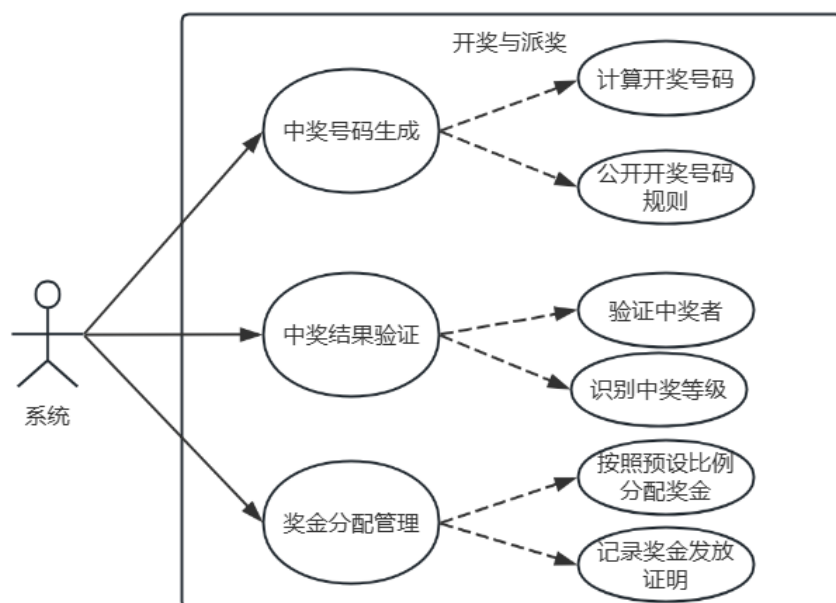 开奖与派奖
计算开奖号码
中奖号码生成
公开开奖号码
规则
验证中奖者
中奖结果验证
识别中奖等级
系统
按照预设比例
分配奖金
奖金分配管理
记录奖金发放
证明